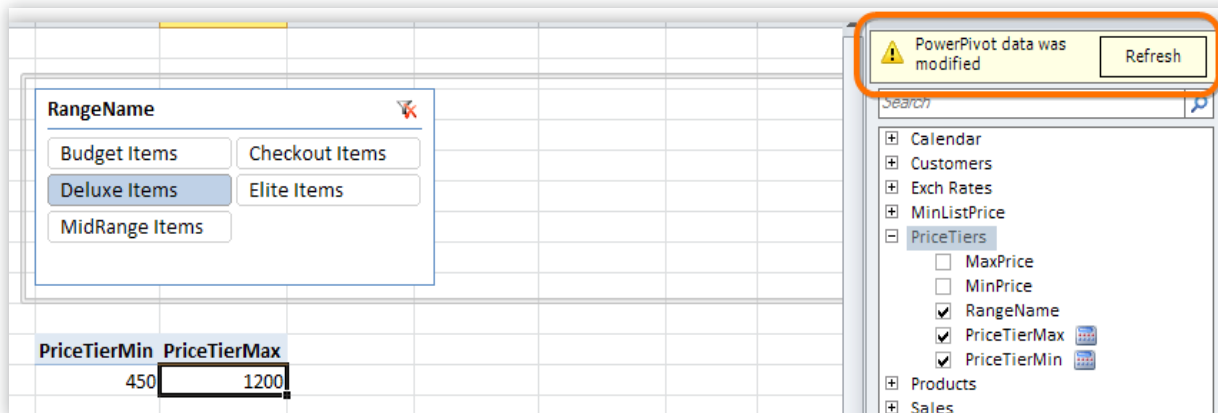 RangeName
Budget Items
Checkout Items
Deluxe Items
Elite Items
MidRange Items
PriceTierMin PriceTierMax
450 1200
PowerPivot data was
modified
Refresh
Search
Calendar
Customers
Exch Rates
MinListPrice
PriceTiers
MaxPrice
MinPrice
RangeName
PriceTierMax
PriceTierMin
Products
Sales